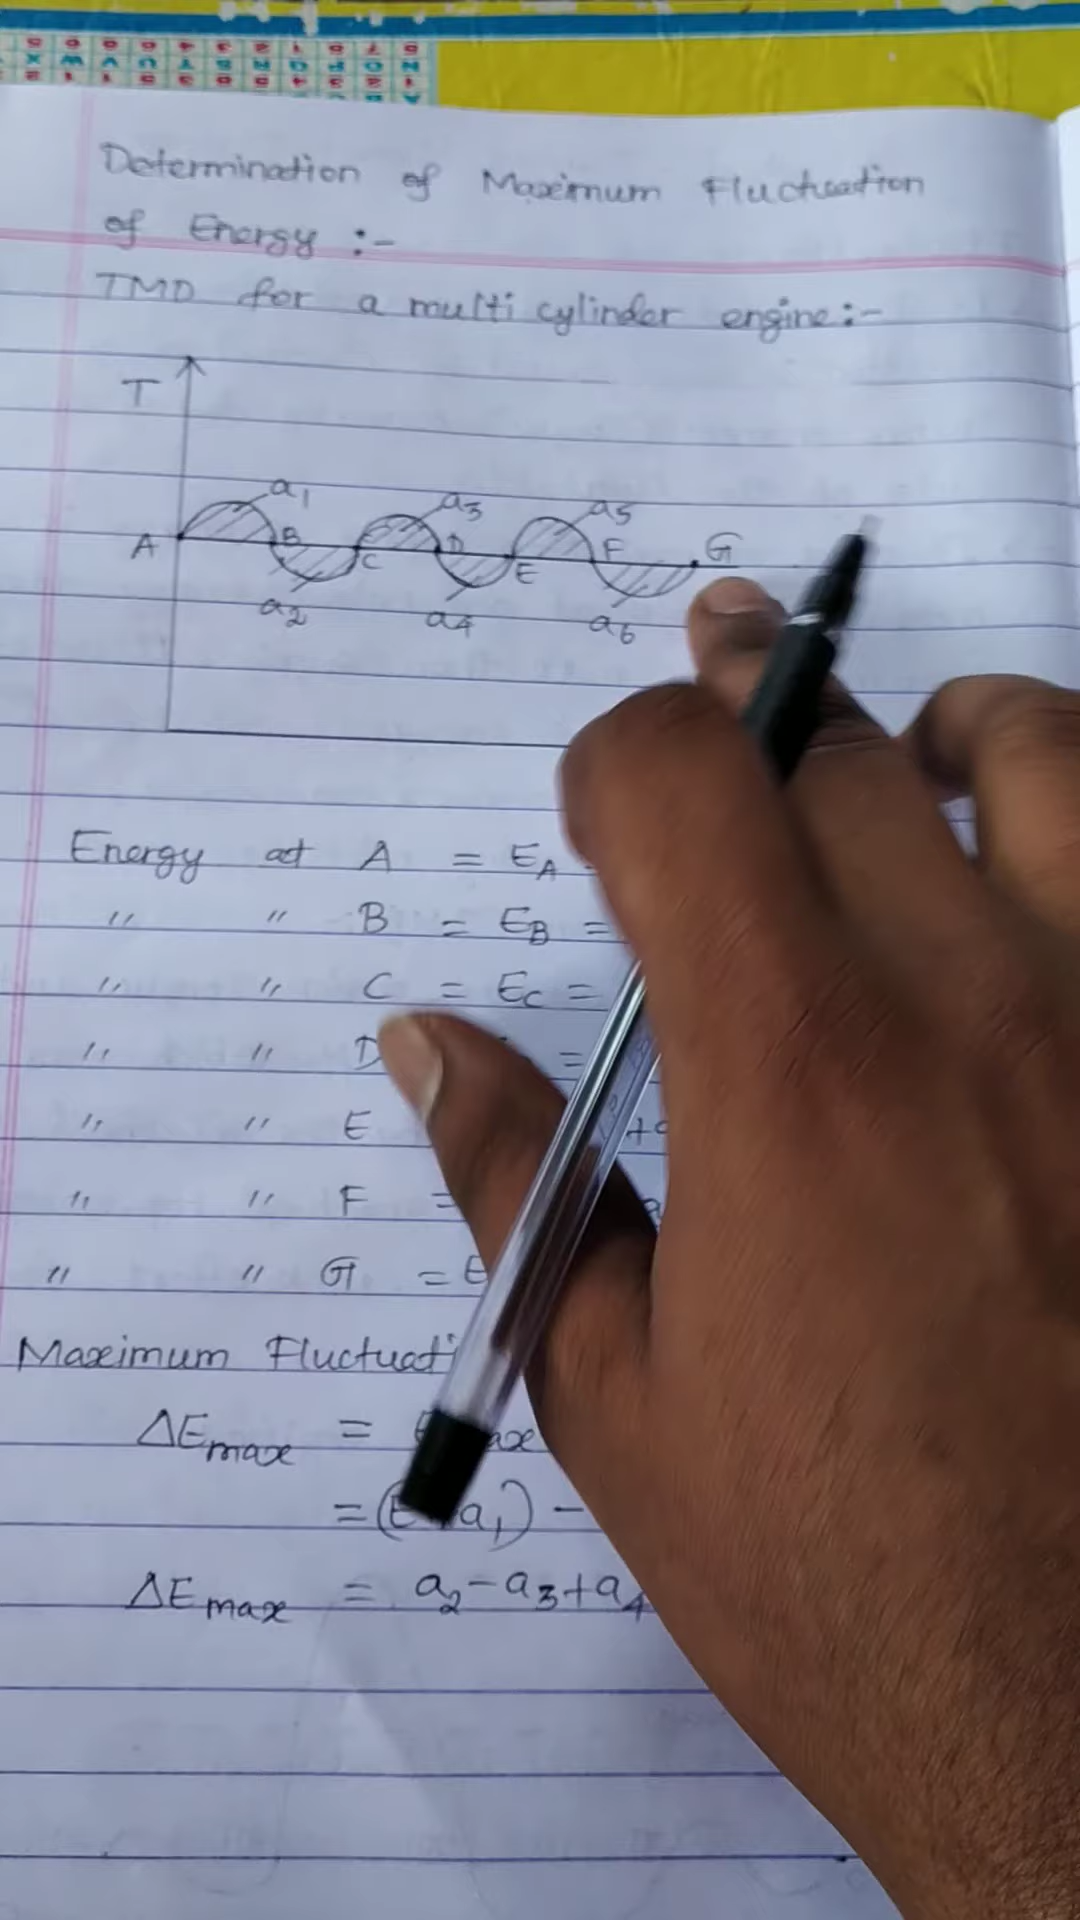 Determination of Maximum Fluctuation
of Energy :-
TMD for a multi cylinder engine:-
T
a1 a3 a5
A B C D E F G
a2 a4 a6
Energy at A = EA
" " B = EB =
" " C = EC =
" " D =
" " E
" " F =
" " G = E
Maximum
ΔEmax =
= a1) -
ΔEmax = a2-a3+a4